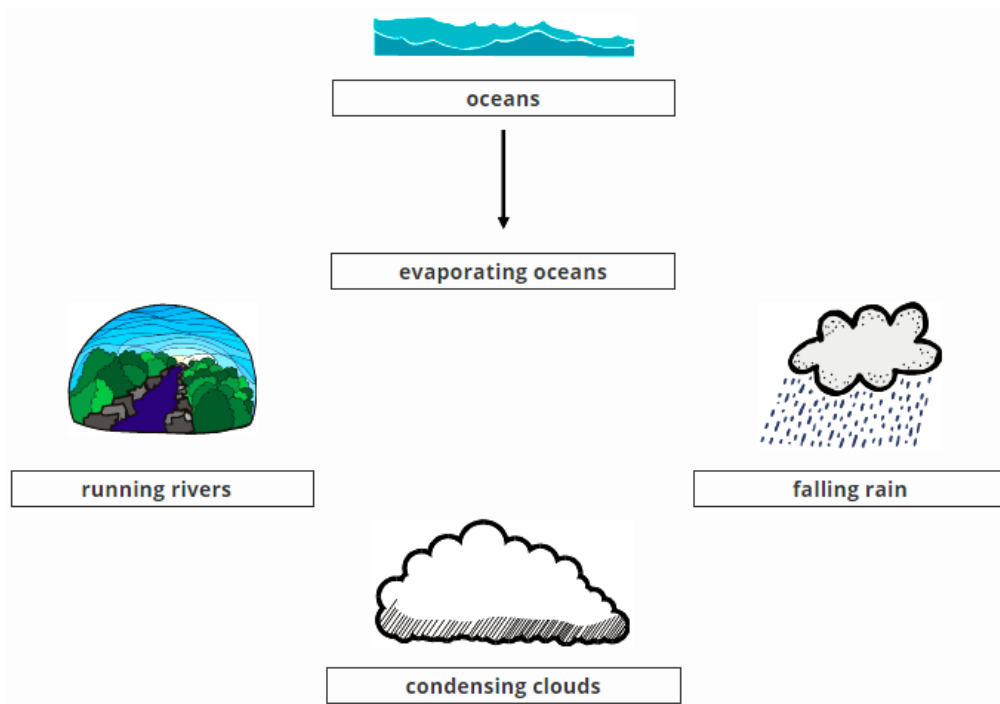 oceans
evaporating oceans
running rivers
falling rain
condensing clouds